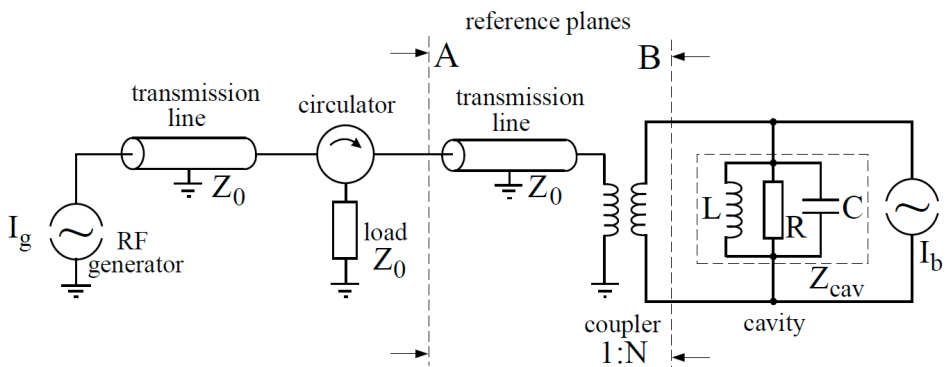 reference planes
A
B
transmission
line
circulator
transmission
line
Z0
Z0
Ig
RF
generator
load
Z0
L
R
C
Ib
Zcav
coupler
1:N
cavity